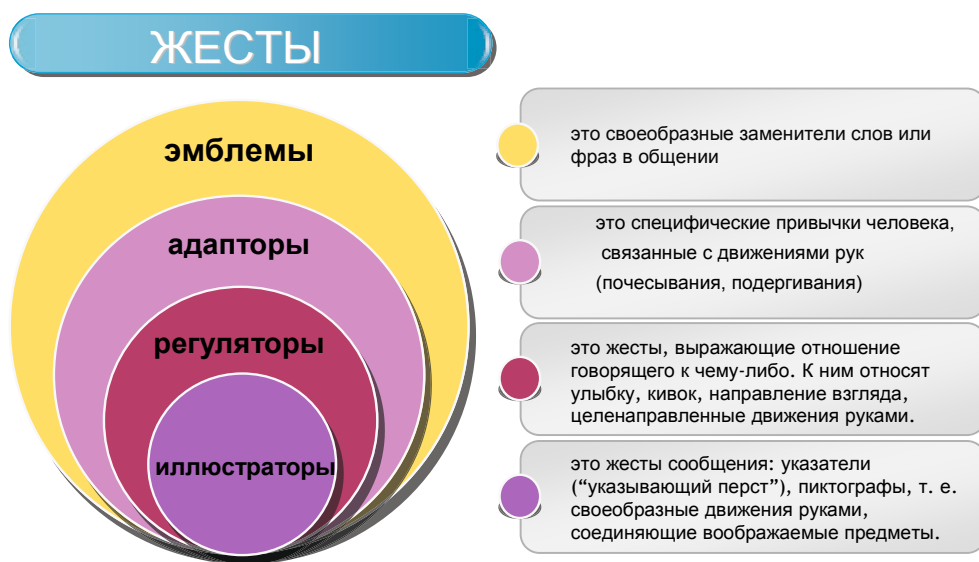 ЖЕСТЫ
эмблемы
адапторы
регуляторы
иллюстраторы
это своеобразные заменители слов или
фраз в общении
это специфические привычки человека,
связанные с движениями рук
(почесывания, подергивания)
это жесты, выражающие отношение
говорящего к чему-либо. К ним относят
улыбку, кивок, направление взгляда,
целенаправленные движения руками.
это жесты сообщения: указатели
(“указывающий перст”), пиктографы, т. е.
своеобразные движения руками,
соединяющие воображаемые предметы.